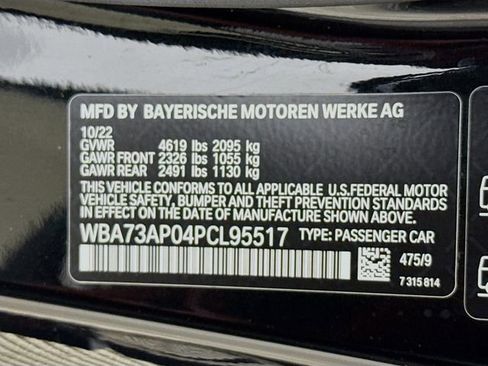 MFD BY BAYERISCHE MOTOREN WERKE AG
10/22
GVWR 4619 lbs 2095 kg
GAWR FRONT 2326 lbs 1055 kg
GAWR REAR 2491 lbs 1130 kg
THIS VEHICLE CONFORMS TO ALL APPLICABLE U.S.FEDERAL MOTOR
VEHICLE SAFETY, BUMPER, AND THEFT PREVENTION STANDARDS
IN EFFECT ON THE DATE OF MANUFACTURE SHOWN ABOVE.
WBA73AP04PCL95517 TYPE: PASSENGER CAR
475/9
7 315 814